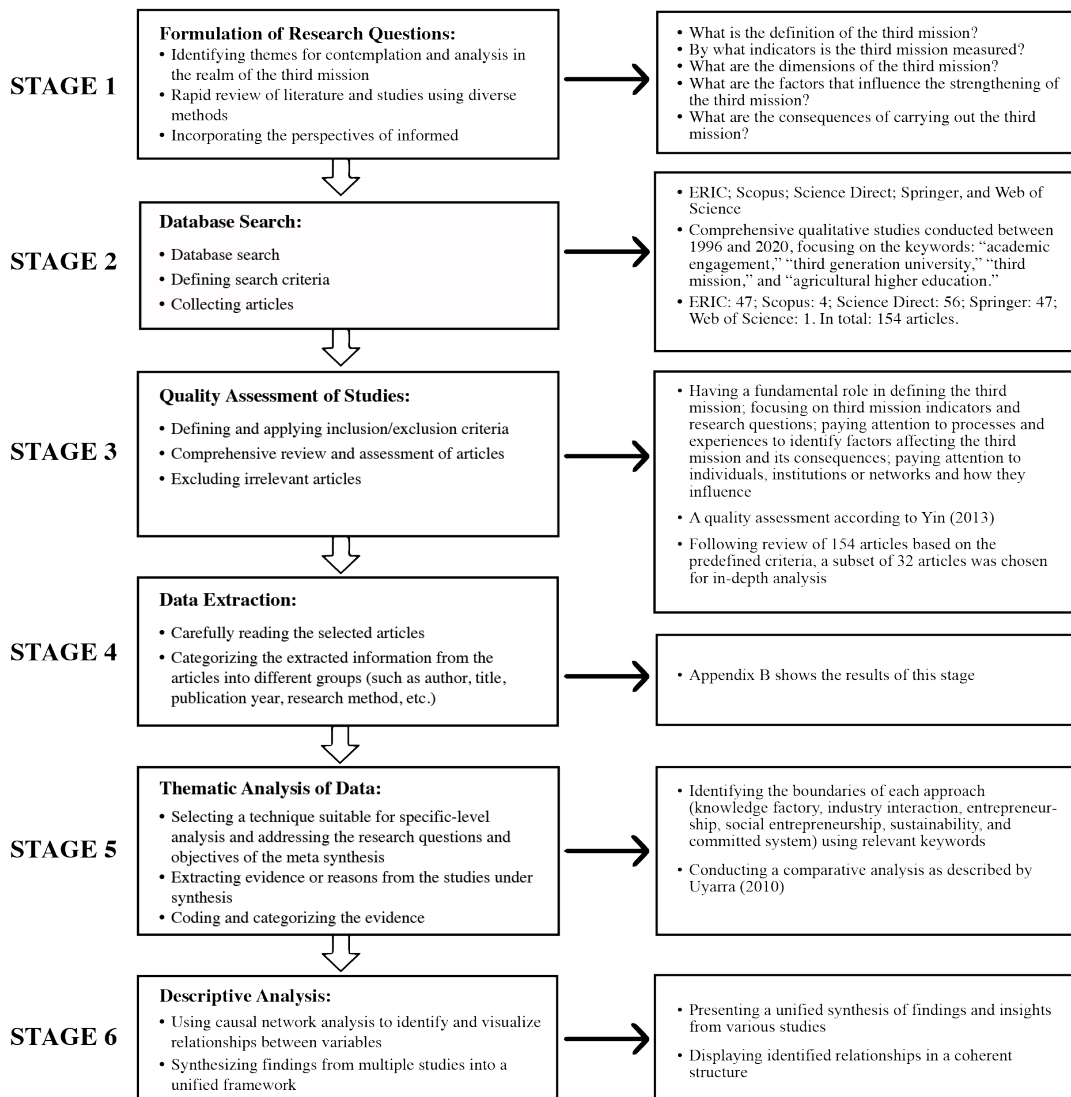 STAGE 1
Formulation of Research Questions:
• Identifying themes for contemplation and analysis in
the realm of the third mission
• Rapid review of literature and studies using diverse
methods
• Incorporating the perspectives of informed
• What is the definition of the third mission?
• By what indicators is the third mission measured?
• What are the dimensions of the third mission?
• What are the factors that influence the strengthening of
the third mission?
• What are the consequences of carrying out the third
mission?
STAGE 2
Database Search:
• Database search
• Defining search criteria
• Collecting articles
• ERIC; Scopus; Science Direct; Springer, and Web of
Science
• Comprehensive qualitative studies conducted between
1996 and 2020, focusing on the keywords: “academic
engagement,” “third generation university,” “third
mission,” and “agricultural higher education.”
• ERIC: 47; Scopus: 4; Science Direct: 56; Springer: 47;
Web of Science: 1. In total: 154 articles.
STAGE 3
Quality Assessment of Studies:
• Defining and applying inclusion/exclusion criteria
• Comprehensive review and assessment of articles
• Excluding irrelevant articles
• Having a fundamental role in defining the third
mission; focusing on third mission indicators and
research questions; paying attention to processes and
experiences to identify factors affecting the third
mission and its consequences; paying attention to
individuals, institutions or networks and how they
influence
• A quality assessment according to Yin (2013)
• Following review of 154 articles based on the
predefined criteria, a subset of 32 articles was chosen
for in-depth analysis
STAGE 4
Data Extraction:
• Carefully reading the selected articles
• Categorizing the extracted information from the
articles into different groups (such as author, title,
publication year, research method, etc.)
• Appendix B shows the results of this stage
STAGE 5
Thematic Analysis of Data:
• Selecting a technique suitable for specific-level
analysis and addressing the research questions and
objectives of the meta synthesis
• Extracting evidence or reasons from the studies under
synthesis
• Coding and categorizing the evidence
• Identifying the boundaries of each approach
(knowledge factory, industry interaction, entrepreneur-
ship, social entrepreneurship, sustainability, and
committed system) using relevant keywords
• Conducting a comparative analysis as described by
Uyarra (2010)
STAGE 6
Descriptive Analysis:
• Using causal network analysis to identify and visualize
relationships between variables
• Synthesizing findings from multiple studies into a
unified framework
• Presenting a unified synthesis of findings and insights
from various studies
• Displaying identified relationships in a coherent
structure